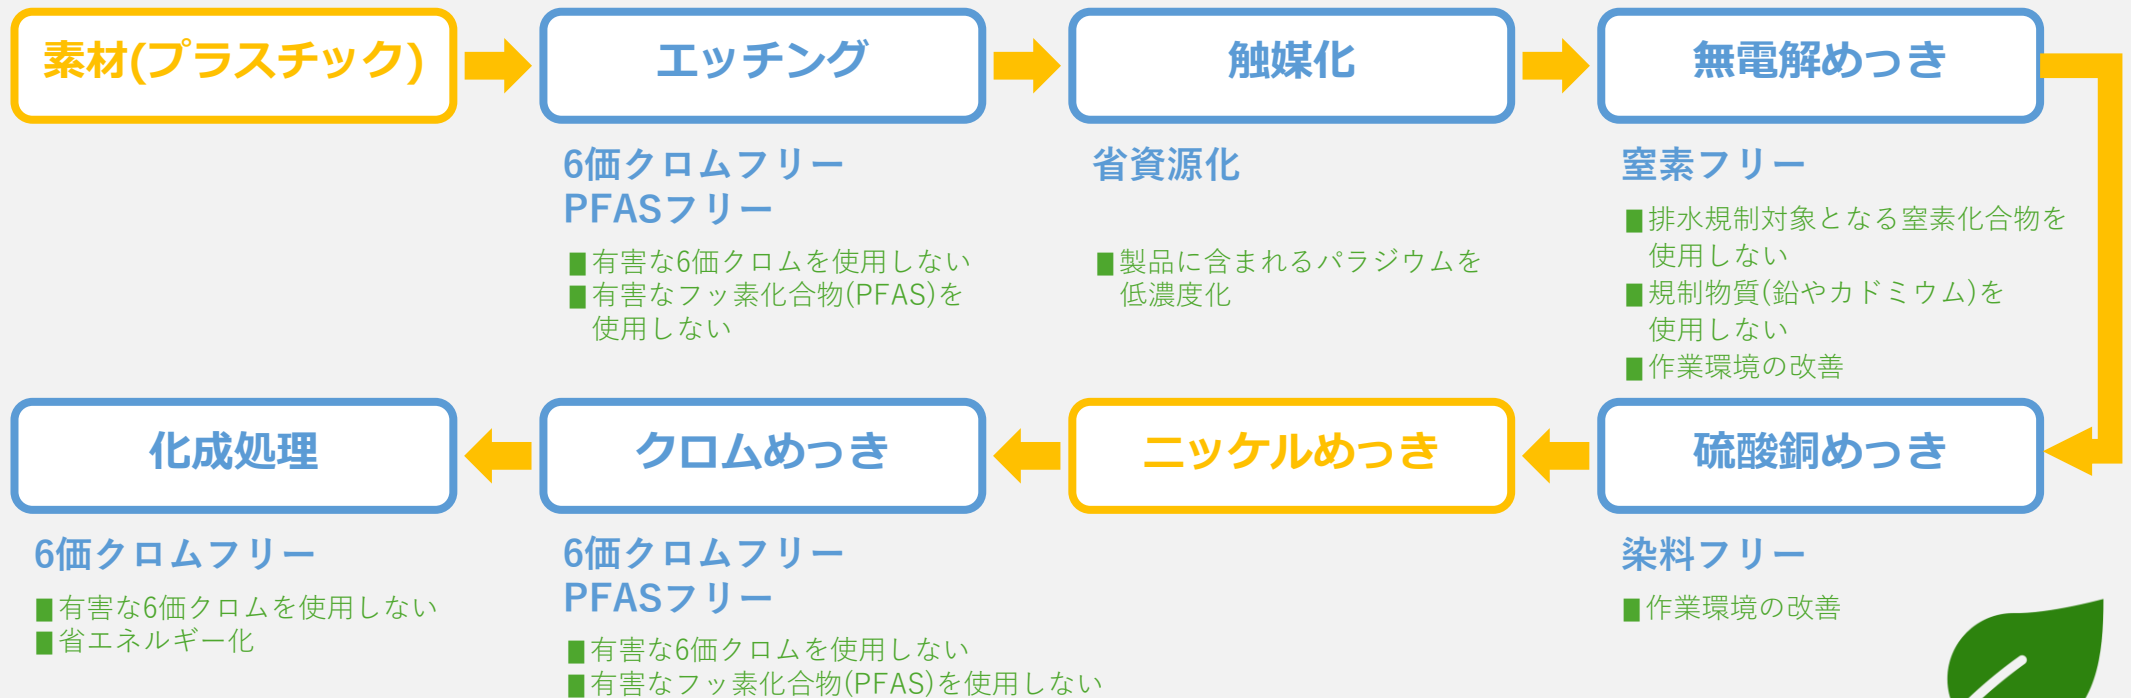 素材(プラスチック)
エッチング
触媒化
無電解めっき
6価クロムフリー
PFASフリー
■有害な6価クロムを使用しない
■有害なフッ素化合物(PFAS)を
使用しない
省資源化
■製品に含まれるパラジウムを
低濃度化
窒素フリー
■排水規制対象となる窒素化合物を
使用しない
■規制物質(鉛やカドミウム)を
使用しない
■作業環境の改善
硫酸銅めっき
ニッケルめっき
クロムめっき
化成処理
染料フリー
■作業環境の改善
6価クロムフリー
PFASフリー
■有害な6価クロムを使用しない
■有害なフッ素化合物(PFAS)を使用しない
6価クロムフリー
■有害な6価クロムを使用しない
■省エネルギー化